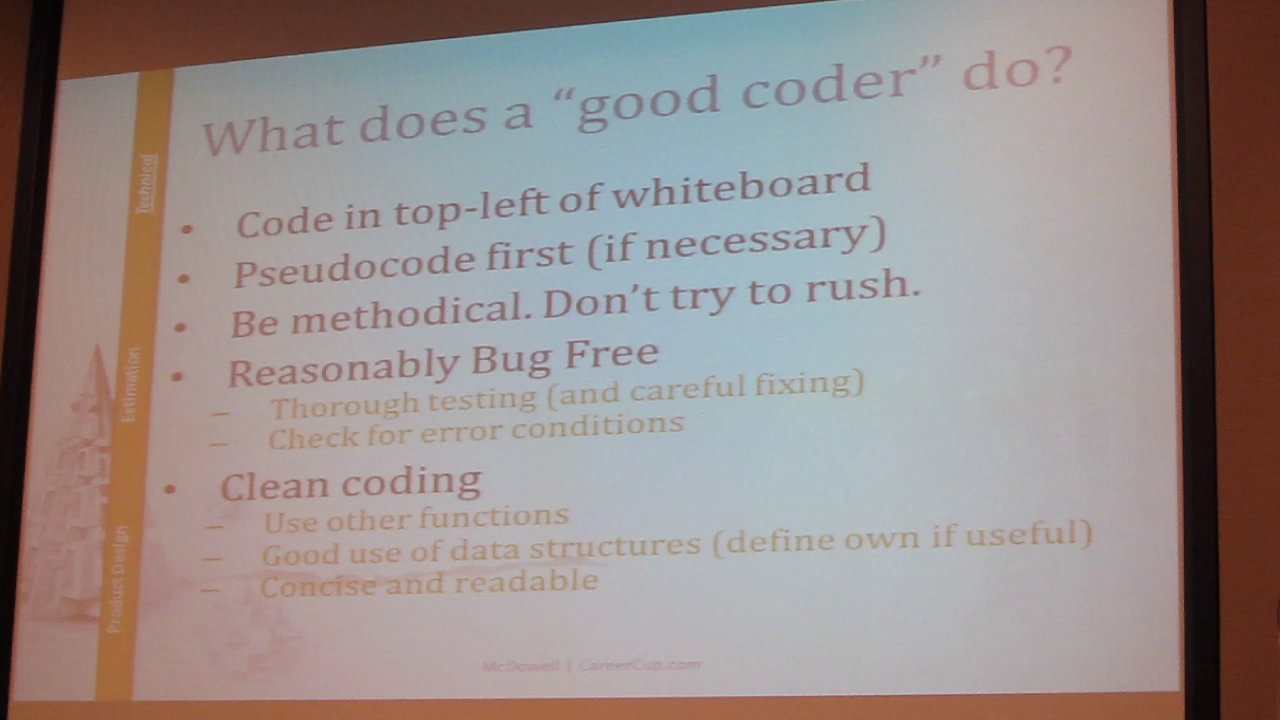 What does a “good coder” do?
• Code in top-left of whiteboard
• Pseudocode first (if necessary)
• Be methodical. Don’t try to rush.
• Reasonably Bug Free
– Thorough testing (and careful fixing)
– Check for error conditions
• Clean coding
– Use other functions
– Good use of data structures (define own if useful)
– Concise and readable
Technical
Estimation
Product Design
McDowell | CareerCup.com